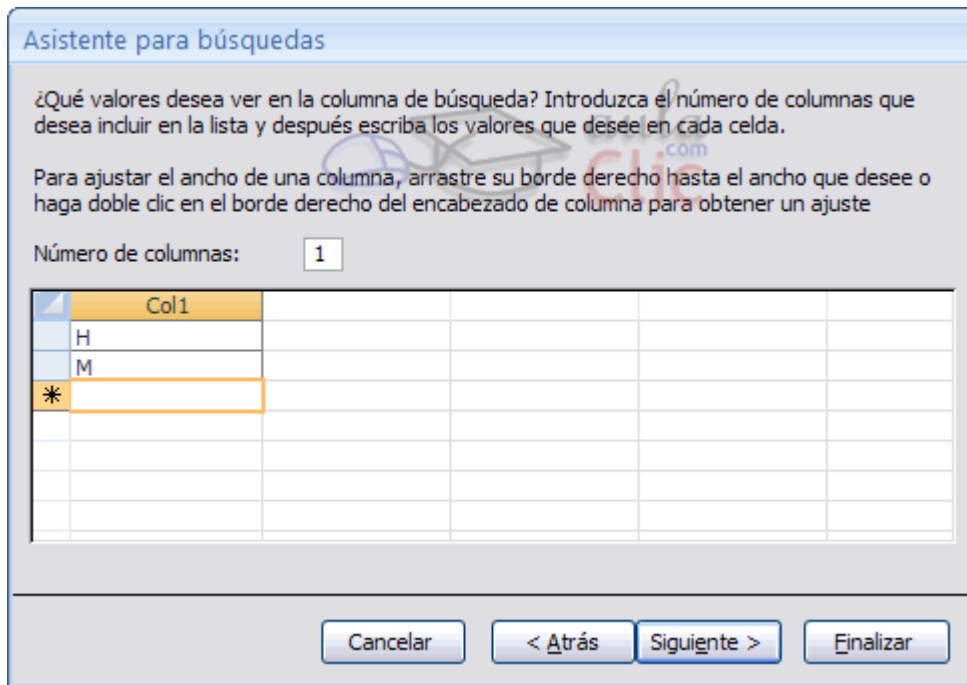 Asistente para búsquedas
¿Qué valores desea ver en la columna de búsqueda? Introduzca el número de columnas que
desea incluir en la lista y después escriba los valores que desee en cada celda.
Para ajustar el ancho de una columna, arrastre su borde derecho hasta el ancho que desee o
haga doble clic en el borde derecho del encabezado de columna para obtener un ajuste
Número de columnas: 1
Col1
H
M
*
Cancelar < Atrás Siguiente > Finalizar
aula
.com
Clic